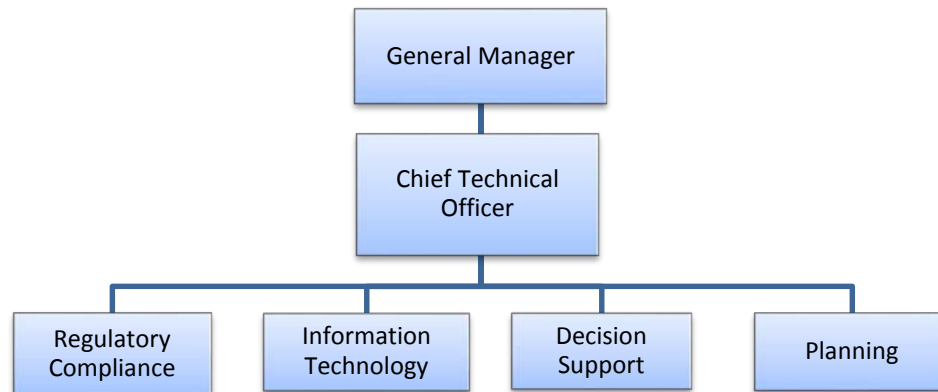 General Manager
Chief Technical
Officer
Regulatory
Compliance
Information
Technology
Decision
Support
Planning